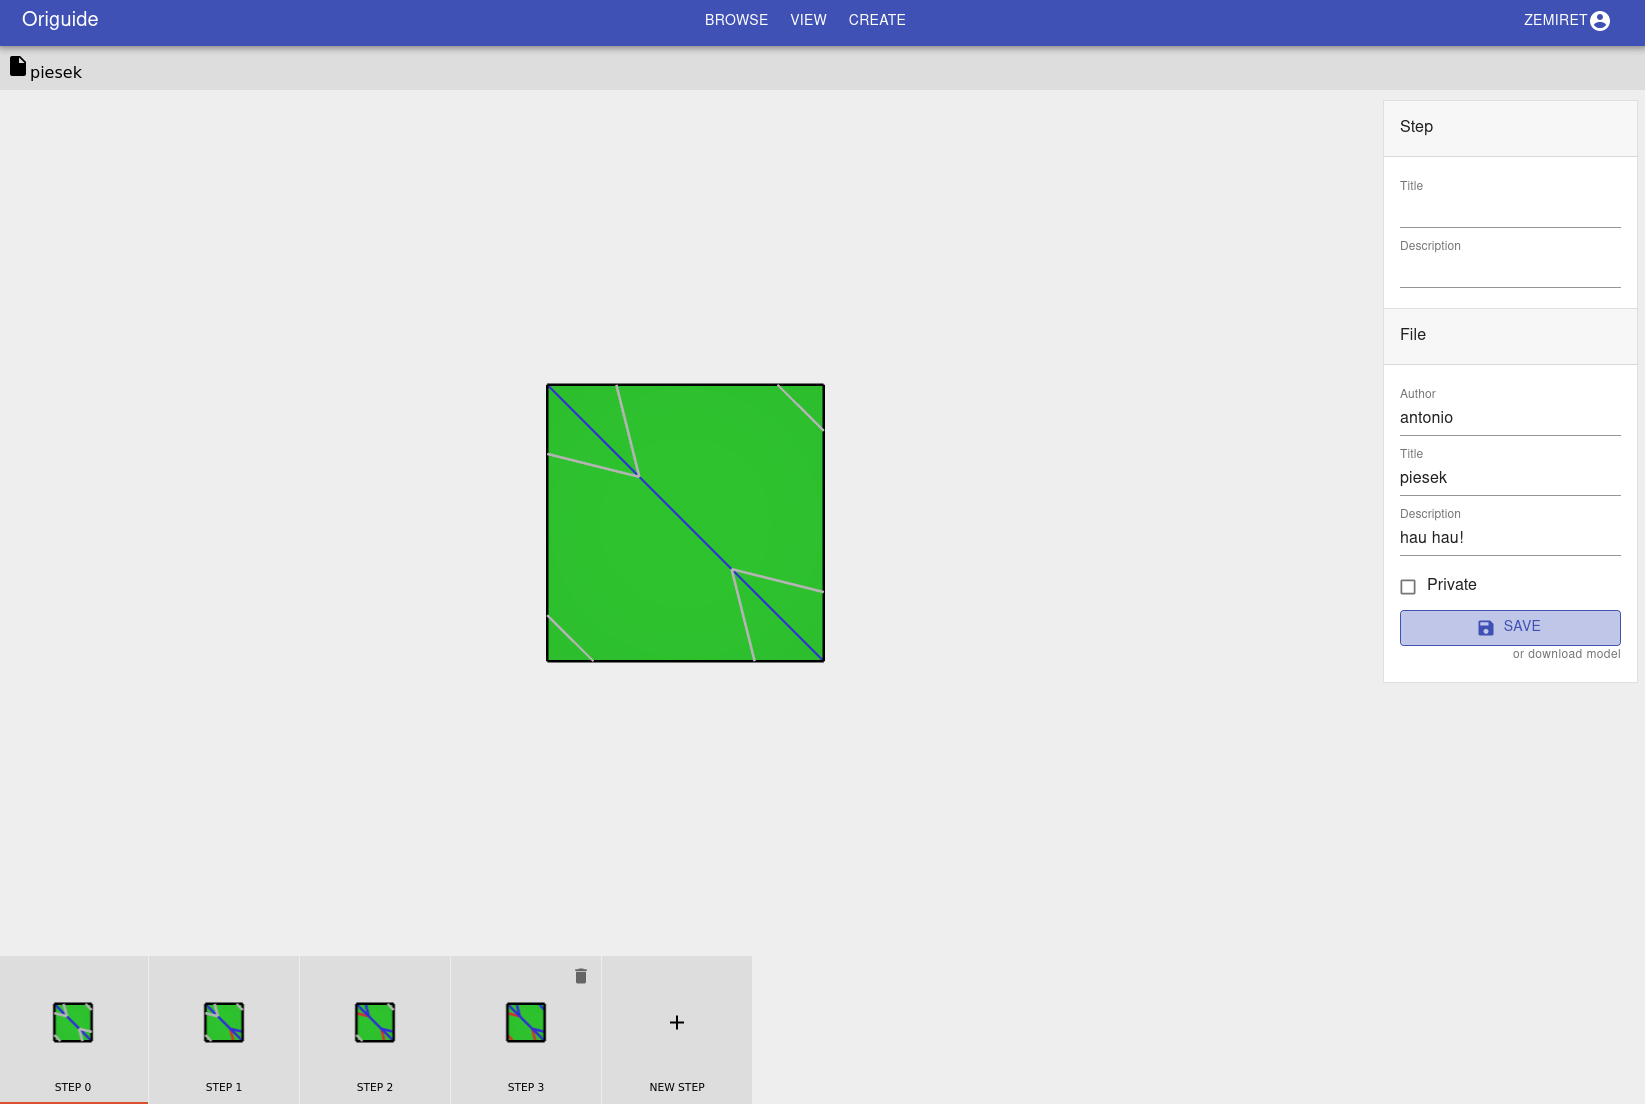 Origuide
BROWSE VIEW CREATE
ZEMIRET
piesek
Step
Title
Description
File
Author
antonio
Title
piesek
Description
hau hau!
Private
SAVE
or download model
STEP 0
STEP 1
STEP 2
STEP 3
NEW STEP